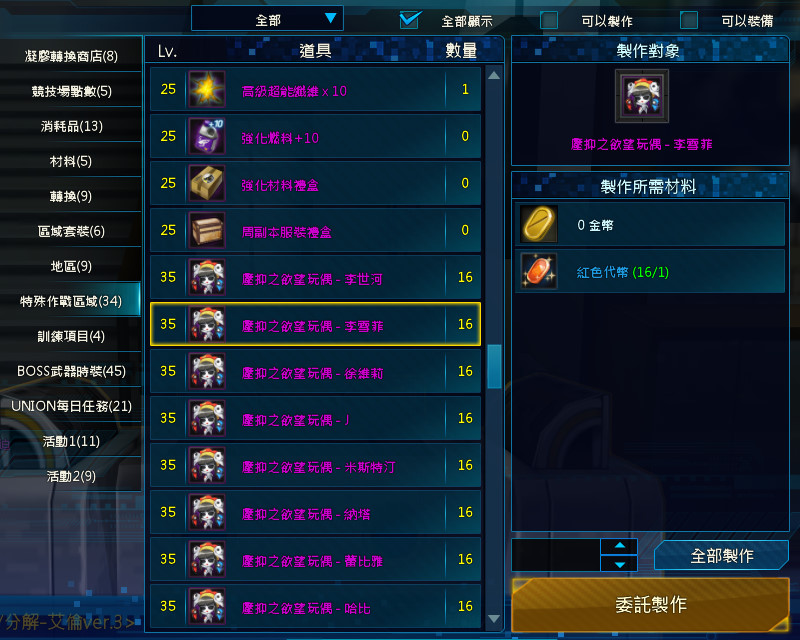 全部
全部顯示
可以製作
可以裝備
凝膠轉換商店(8)
競技場點數(5)
消耗品(13)
材料(5)
轉換(9)
區域套裝(6)
地區(9)
特殊作戰區域(34)
訓練項目(4)
BOSS武器時裝(45)
UNION每日任務(21)
活動1(11)
活動2(9)
/分解-艾倫ver.3>
Lv. 道具 數量
25 高級超能纖維 x 10 1
25 +10 強化燃料+10 0
25 強化材料禮盒 0
25 周副本服裝禮盒 0
35 壓抑之欲望玩偶 - 李世河 16
35 壓抑之欲望玩偶 - 李雪菲 16
35 壓抑之欲望玩偶 - 徐維莉 16
35 壓抑之欲望玩偶 - J 16
35 壓抑之欲望玩偶 - 米斯特汀 16
35 壓抑之欲望玩偶 - 納塔 16
35 壓抑之欲望玩偶 - 蕾比雅 16
35 壓抑之欲望玩偶 - 哈比 16
製作對象
壓抑之欲望玩偶 - 李雪菲
製作所需材料
0 金幣
紅色代幣 (16/1)
全部製作
委託製作